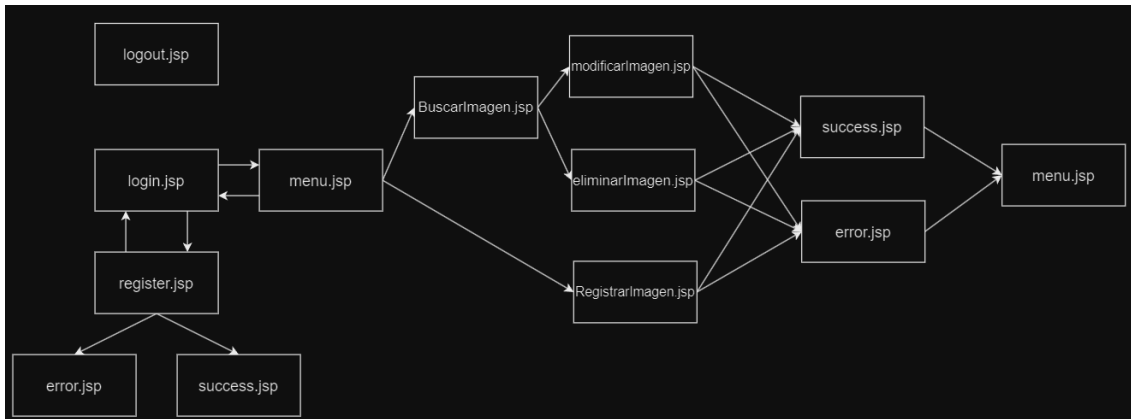 logout.jsp
login.jsp
menu.jsp
register.jsp
error.jsp
success.jsp
BuscarImagen.jsp
modificarImagen.jsp
eliminarImagen.jsp
RegistrarImagen.jsp
success.jsp
error.jsp
menu.jsp